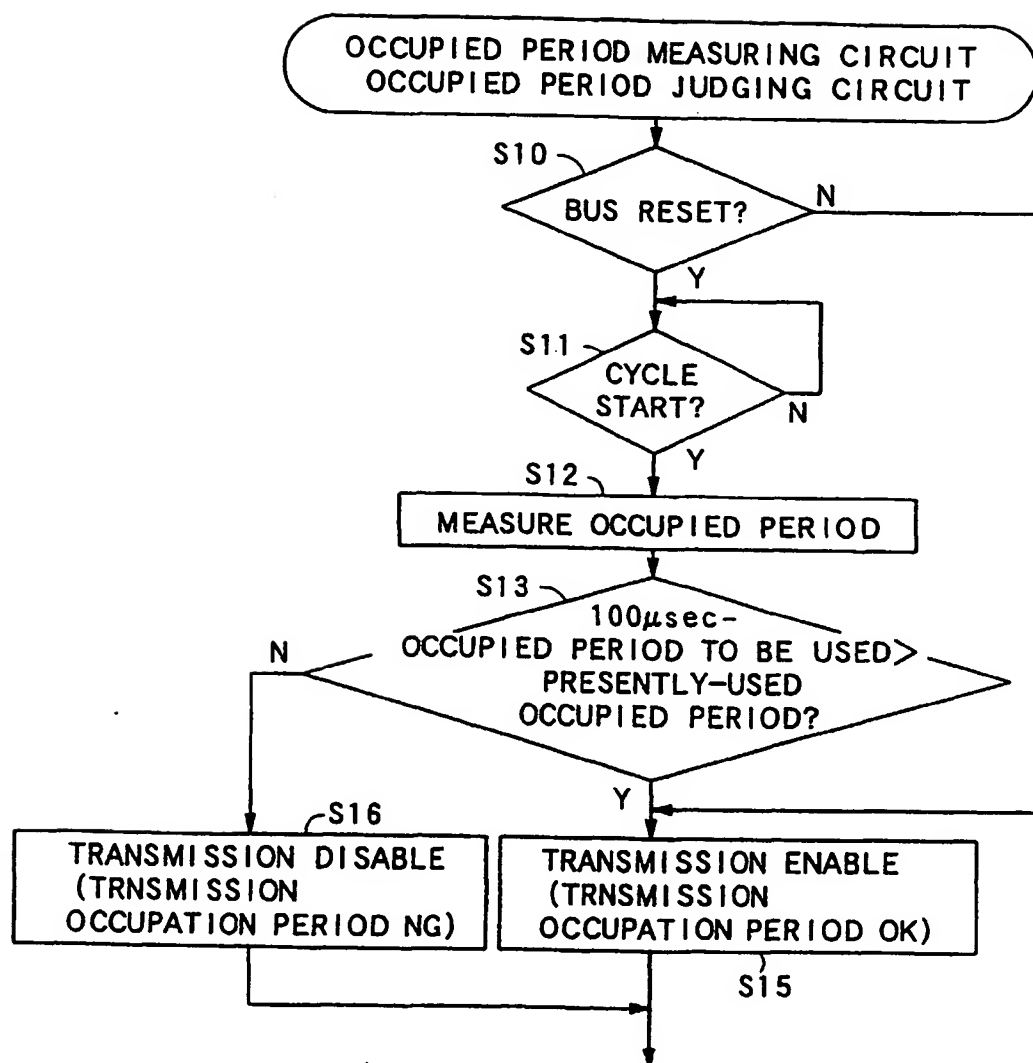 OCCUPIED PERIOD MEASURING CIRCUIT
OCCUPIED PERIOD JUDGING CIRCUIT
S10
BUS RESET?
N
Y
S11
CYCLE
START?
N
Y
S12
MEASURE OCCUPIED PERIOD
S13
100μsec-
OCCUPIED PERIOD TO BE USED>
PRESENTLY-USED
OCCUPIED PERIOD?
N
Y
S16
TRANSMISSION DISABLE
(TRNSMISSION
OCCUPATION PERIOD NG)
TRANSMISSION ENABLE
(TRNSMISSION
OCCUPATION PERIOD OK)
S15